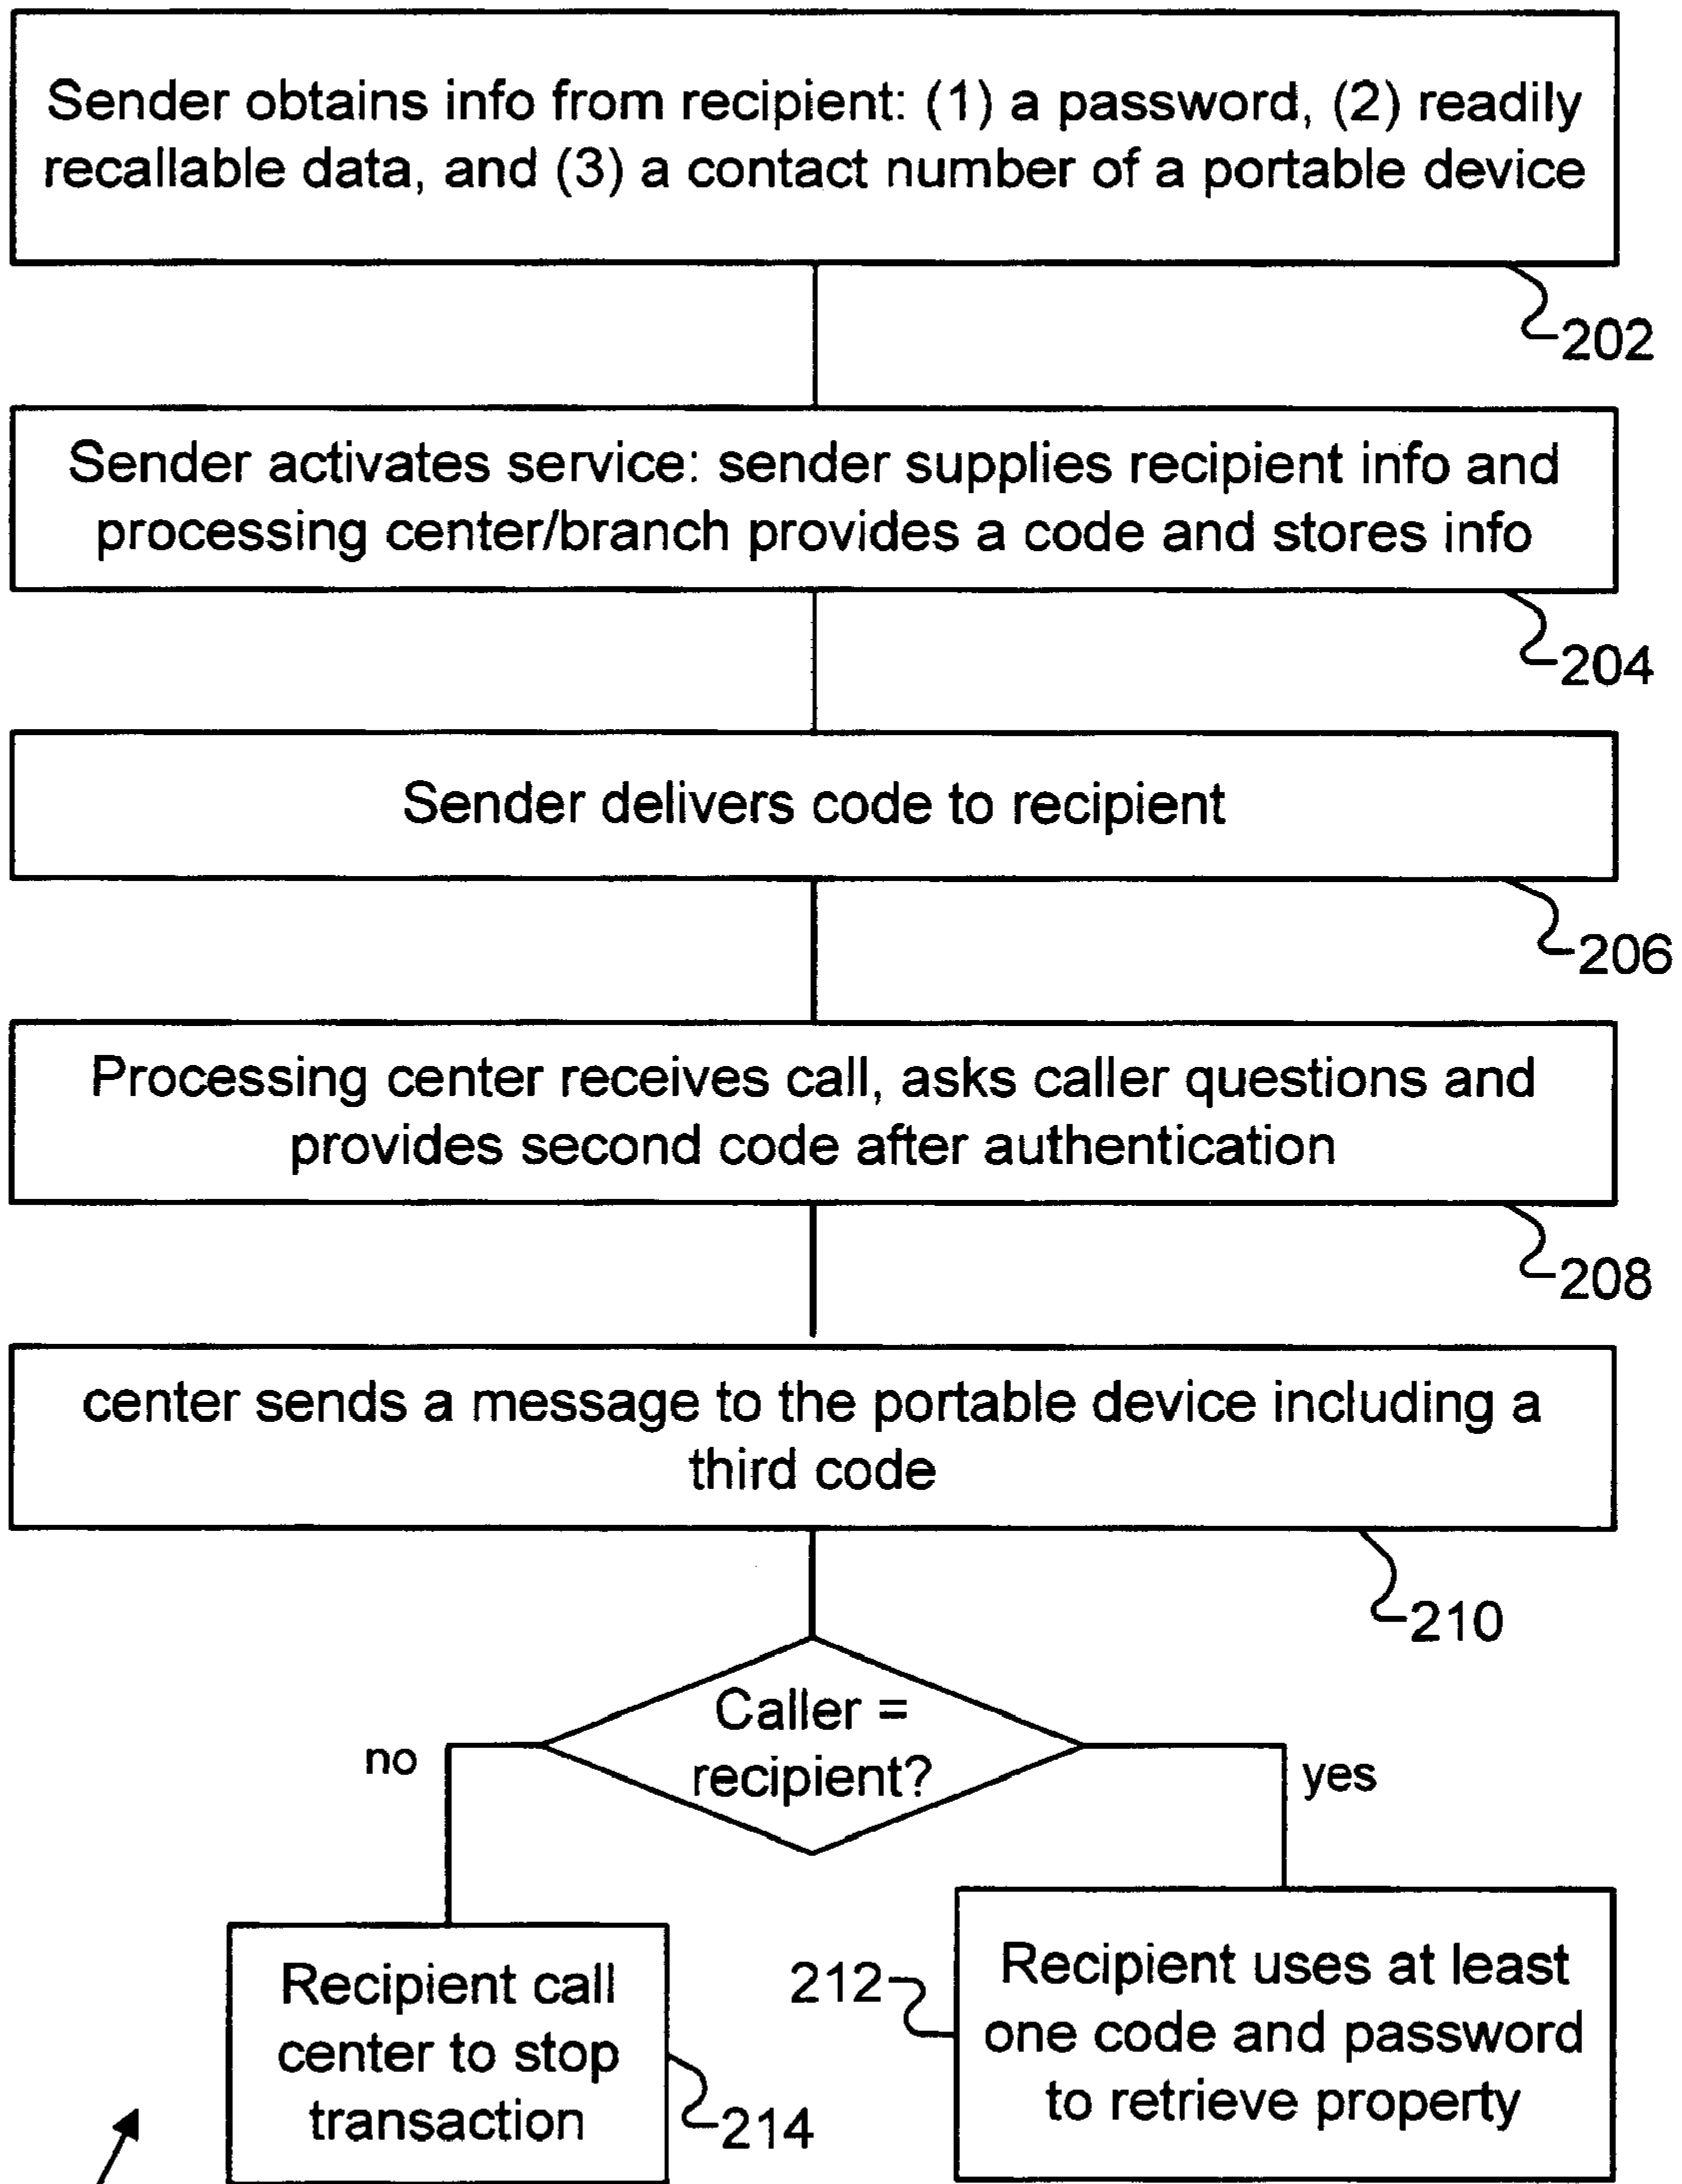 Sender obtains info from recipient: (1) a password, (2) readily
recallable data, and (3) a contact number of a portable device
202
Sender activates service: sender supplies recipient info and
processing center/branch provides a code and stores info
204
Sender delivers code to recipient
206
Processing center receives call, asks caller questions and
provides second code after authentication
208
center sends a message to the portable device including a
third code
210
Caller =
recipient?
no
yes
Recipient call
center to stop
transaction
214
212
Recipient uses at least
one code and password
to retrieve property